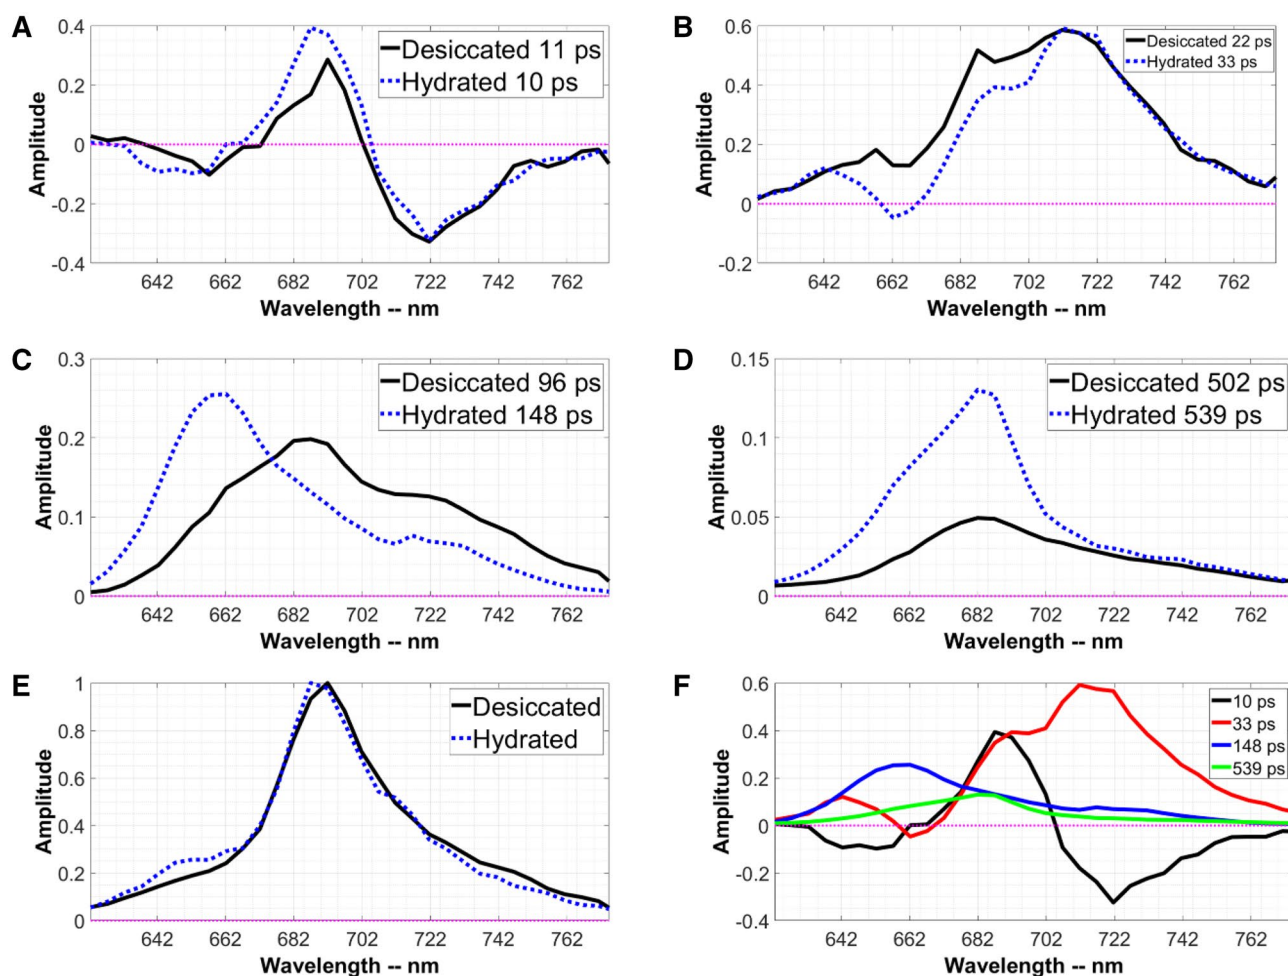 A
0.4
0.2
0
-0.2
-0.4
Amplitude
642 662 682 702 722 742 762
Wavelength -- nm
Desiccated 11 ps
Hydrated 10 ps
B
0.6
0.4
0.2
0
-0.2
Amplitude
642 662 682 702 722 742 762
Wavelength -- nm
Desiccated 22 ps
Hydrated 33 ps
C
0.3
0.2
0.1
0
Amplitude
642 662 682 702 722 742 762
Wavelength -- nm
Desiccated 96 ps
Hydrated 148 ps
D
0.15
0.1
0.05
0
Amplitude
642 662 682 702 722 742 762
Wavelength -- nm
Desiccated 502 ps
Hydrated 539 ps
E
1
0.8
0.6
0.4
0.2
0
Amplitude
642 662 682 702 722 742 762
Wavelength -- nm
Desiccated
Hydrated
F
0.6
0.4
0.2
0
-0.2
-0.4
Amplitude
642 662 682 702 722 742 762
Wavelength -- nm
10 ps
33 ps
148 ps
539 ps